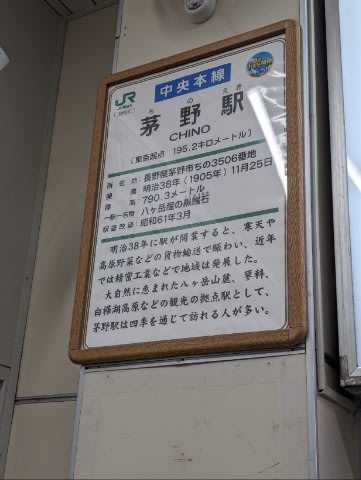 JR
中央本線
ちの えき
茅野駅
CHINO
(東京起点 195.2キロメートル)
所在地:長野県茅野市ちの3506番地
開業:明治38年(1905年)11月25日
標高:790.3メートル
一駅一名物:八ヶ岳産の黒曜石
駅舎改築:昭和61年3月
明治38年に駅が開業すると、寒天や
高原野菜などの貨物輸送で賑わい、近年
では精密工業などで地域は発展した。
大自然に恵まれた八ヶ岳山麓、蓼科、
白樺湖高原などの観光の拠点駅として、
茅野駅は四季を通じて訪れる人が多い。